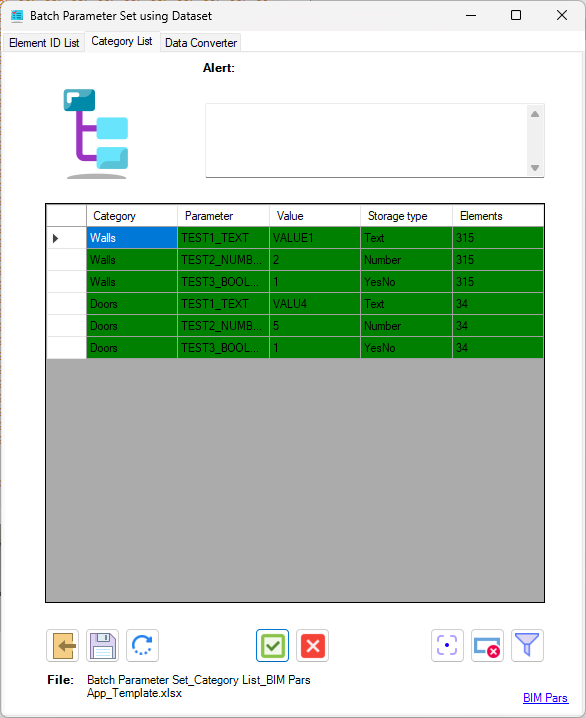 Batch Parameter Set using Dataset
Element ID List Category List Data Converter
Alert:
Category Parameter Value Storage type Elements
Walls TEST1_TEXT VALUE1 Text 315
Walls TEST2_NUMB... 2 Number 315
Walls TEST3_BOOL... 1 YesNo 315
Doors TEST1_TEXT VALU4 Text 34
Doors TEST2_NUMB... 5 Number 34
Doors TEST3_BOOL... 1 YesNo 34
File: Batch Parameter Set_Category List_BIM Pars
App_Template.xlsx
BIM Pars